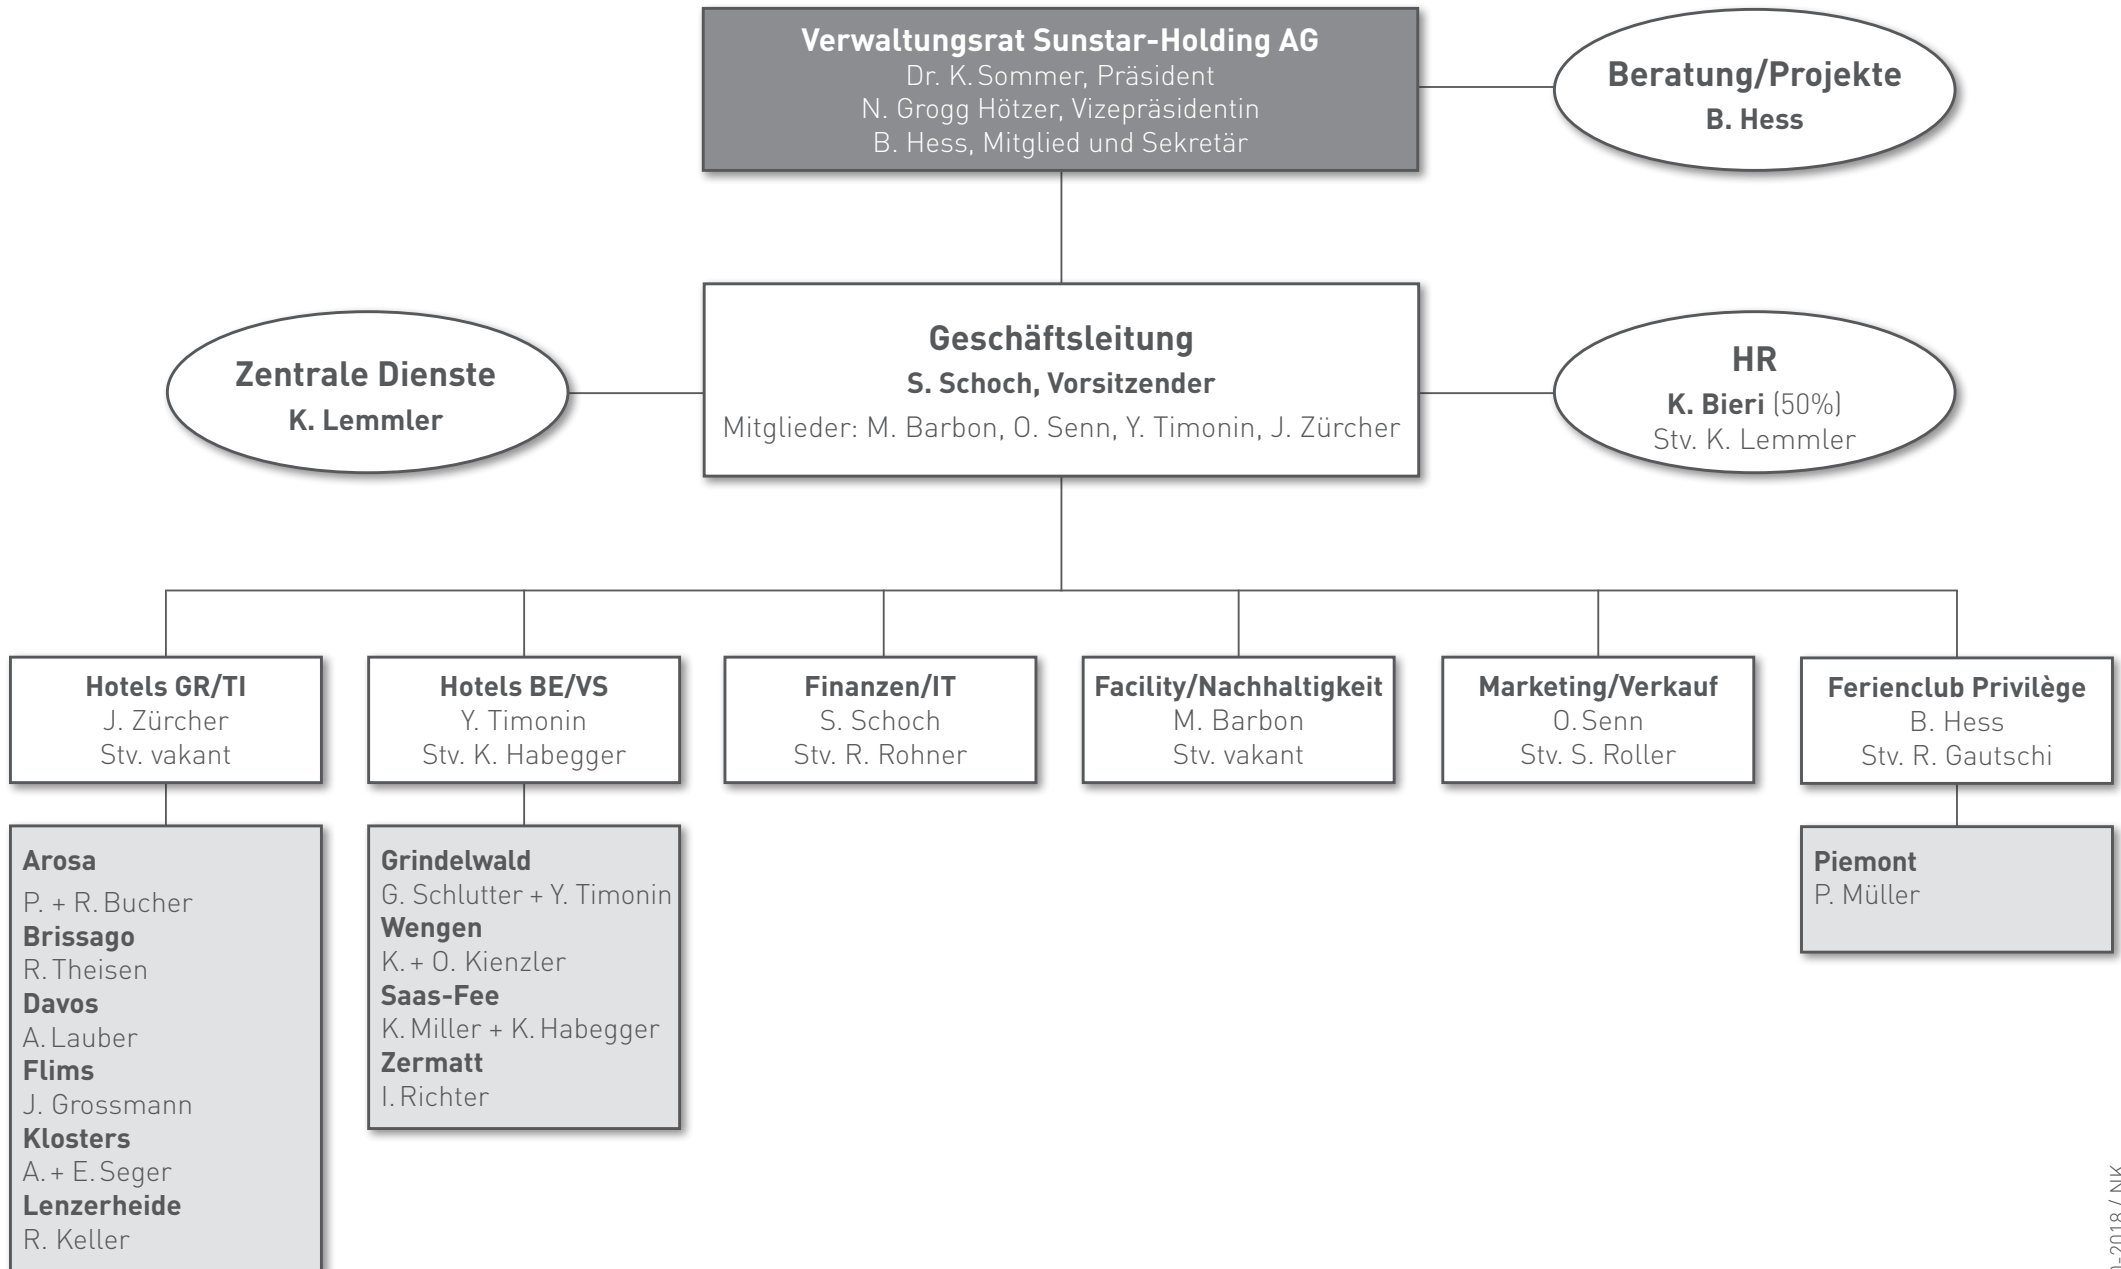 Verwaltungsrat Sunstar-Holding AG
Dr. K. Sommer, Präsident
N. Grogg Hötzer, Vizepräsidentin
B. Hess, Mitglied und Sekretär
Beratung/Projekte
B. Hess
Zentrale Dienste
K. Lemmler
Geschäftsleitung
S. Schoch, Vorsitzender
Mitglieder: M. Barbon, O. Senn, Y. Timonin, J. Zürcher
HR
K. Bieri (50%)
Stv. K. Lemmler
Hotels GR/TI
J. Zürcher
Stv. vakant
Hotels BE/VS
Y. Timonin
Stv. K. Habegger
Finanzen/IT
S. Schoch
Stv. R. Rohner
Facility/Nachhaltigkeit
M. Barbon
Stv. vakant
Marketing/Verkauf
O. Senn
Stv. S. Roller
Ferienclub Privilège
B. Hess
Stv. R. Gautschi
Arosa
P. + R. Bucher
Brissago
R. Theisen
Davos
A. Lauber
Flims
J. Grossmann
Klosters
A. + E. Seger
Lenzerheide
R. Keller
Grindelwald
G. Schlutter + Y. Timonin
Wengen
K. + O. Kienzler
Saas-Fee
K. Miller + K. Habegger
Zermatt
I. Richter
Piemont
P. Müller
-2018 / NK